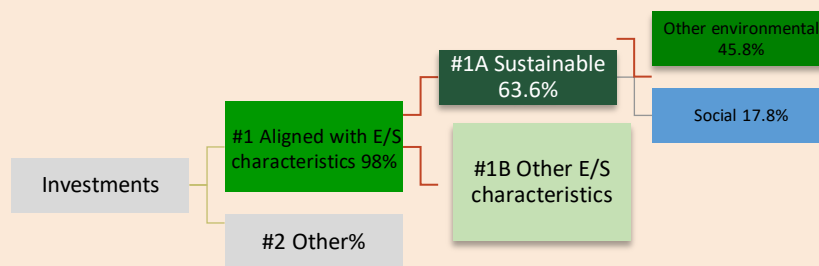 Other environmental
45.8%
#1A Sustainable
63.6%
Social 17.8%
#1 Aligned with E/S
characteristics 98%
#1B Other E/S
characteristics
Investments
#2 Other%